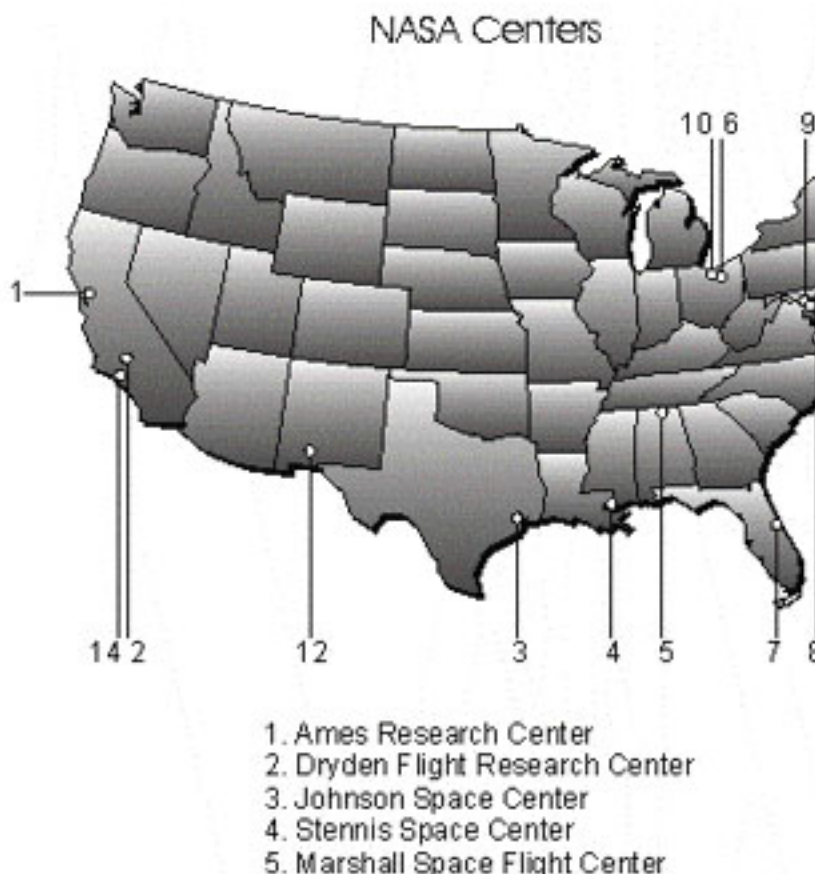 NASA Centers
10 6 9
1
14 2 12 3 4 5 7 8
1. Ames Research Center
2. Dryden Flight Research Center
3. Johnson Space Center
4. Stennis Space Center
5. Marshall Space Flight Center